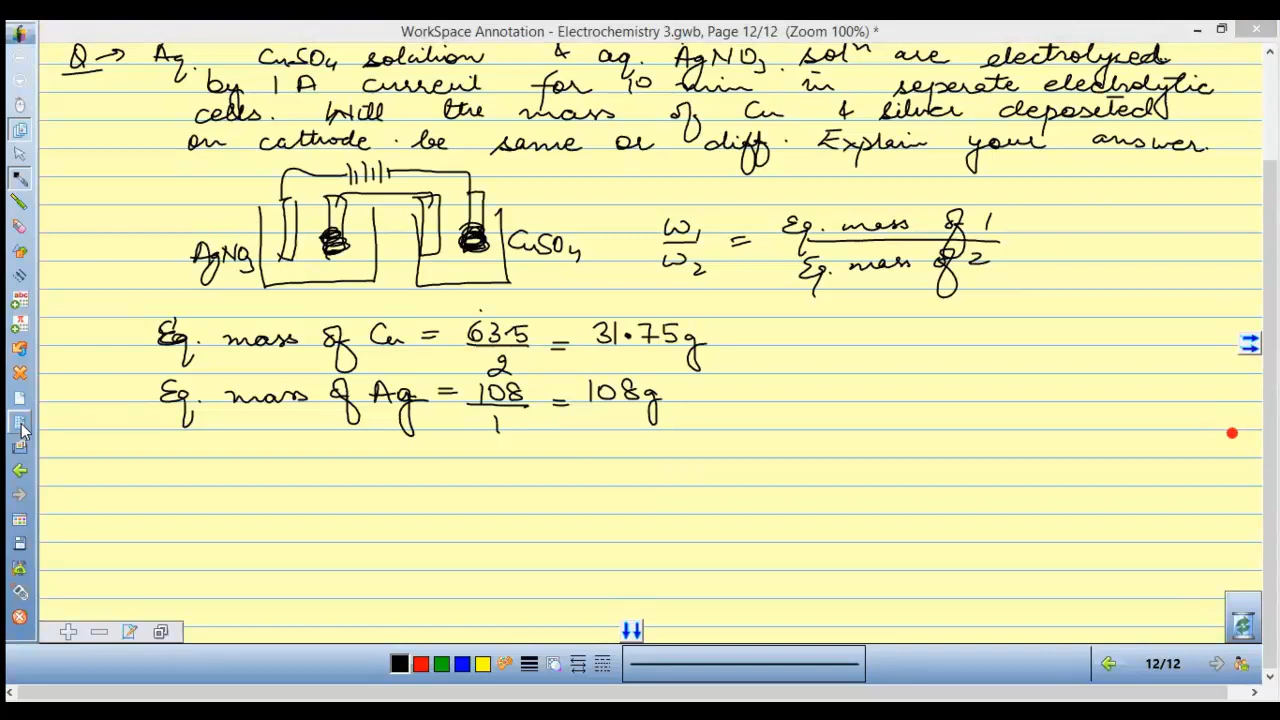 WorkSpace Annotation - Electrochemistry 3.gwb, Page 12/12 (Zoom 100%) *
Q → Aq. CuSO4 solution & aq. AgNO3 solⁿ are electrolyzed
by 1 A current for 10 min in seperate electrolytic
cells. Will the mass of Cu & silver deposeted
on cathode be same or diff. Explain your answer.
AgNO3
CuSO4
W1/W2 = Eq. mass of 1/Eq. mass of 2
Eq. mass of Cu = 63.5/2 = 31.75g
Eq. mass of Ag = 108/1 = 108g
12/12